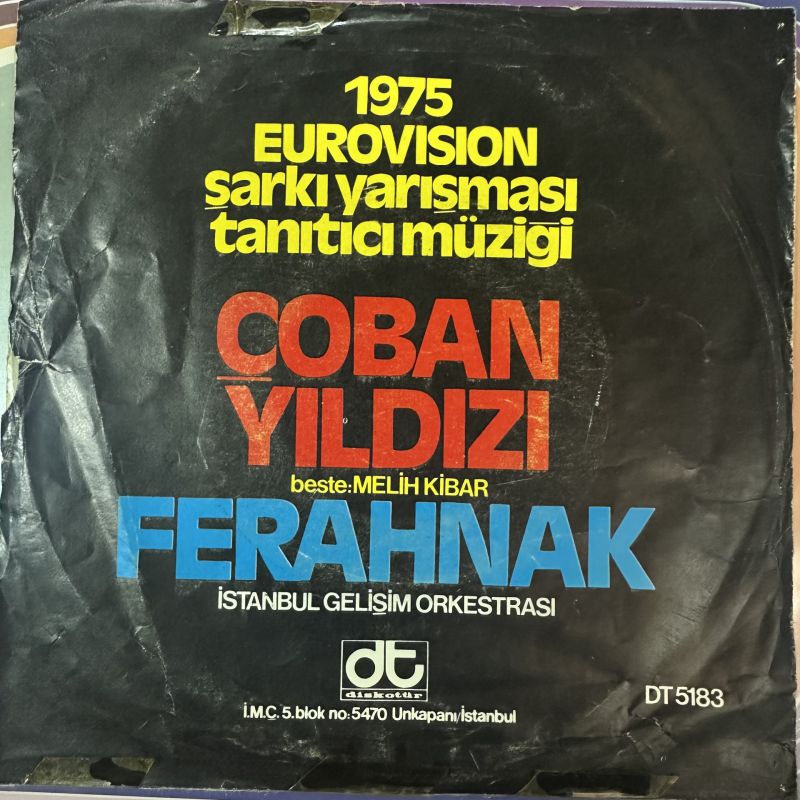 1975
EUROVISION
şarkı yarışması
tanıtıcı müziği
ÇOBAN
YILDIZI
beste:MELİH KİBAR
FERAHNAK
İSTANBUL GELİŞİM ORKESTRASI
dt
diskotür
İ.M.Ç. 5.blok no:5470 Unkapanı/İstanbul
DT 5183